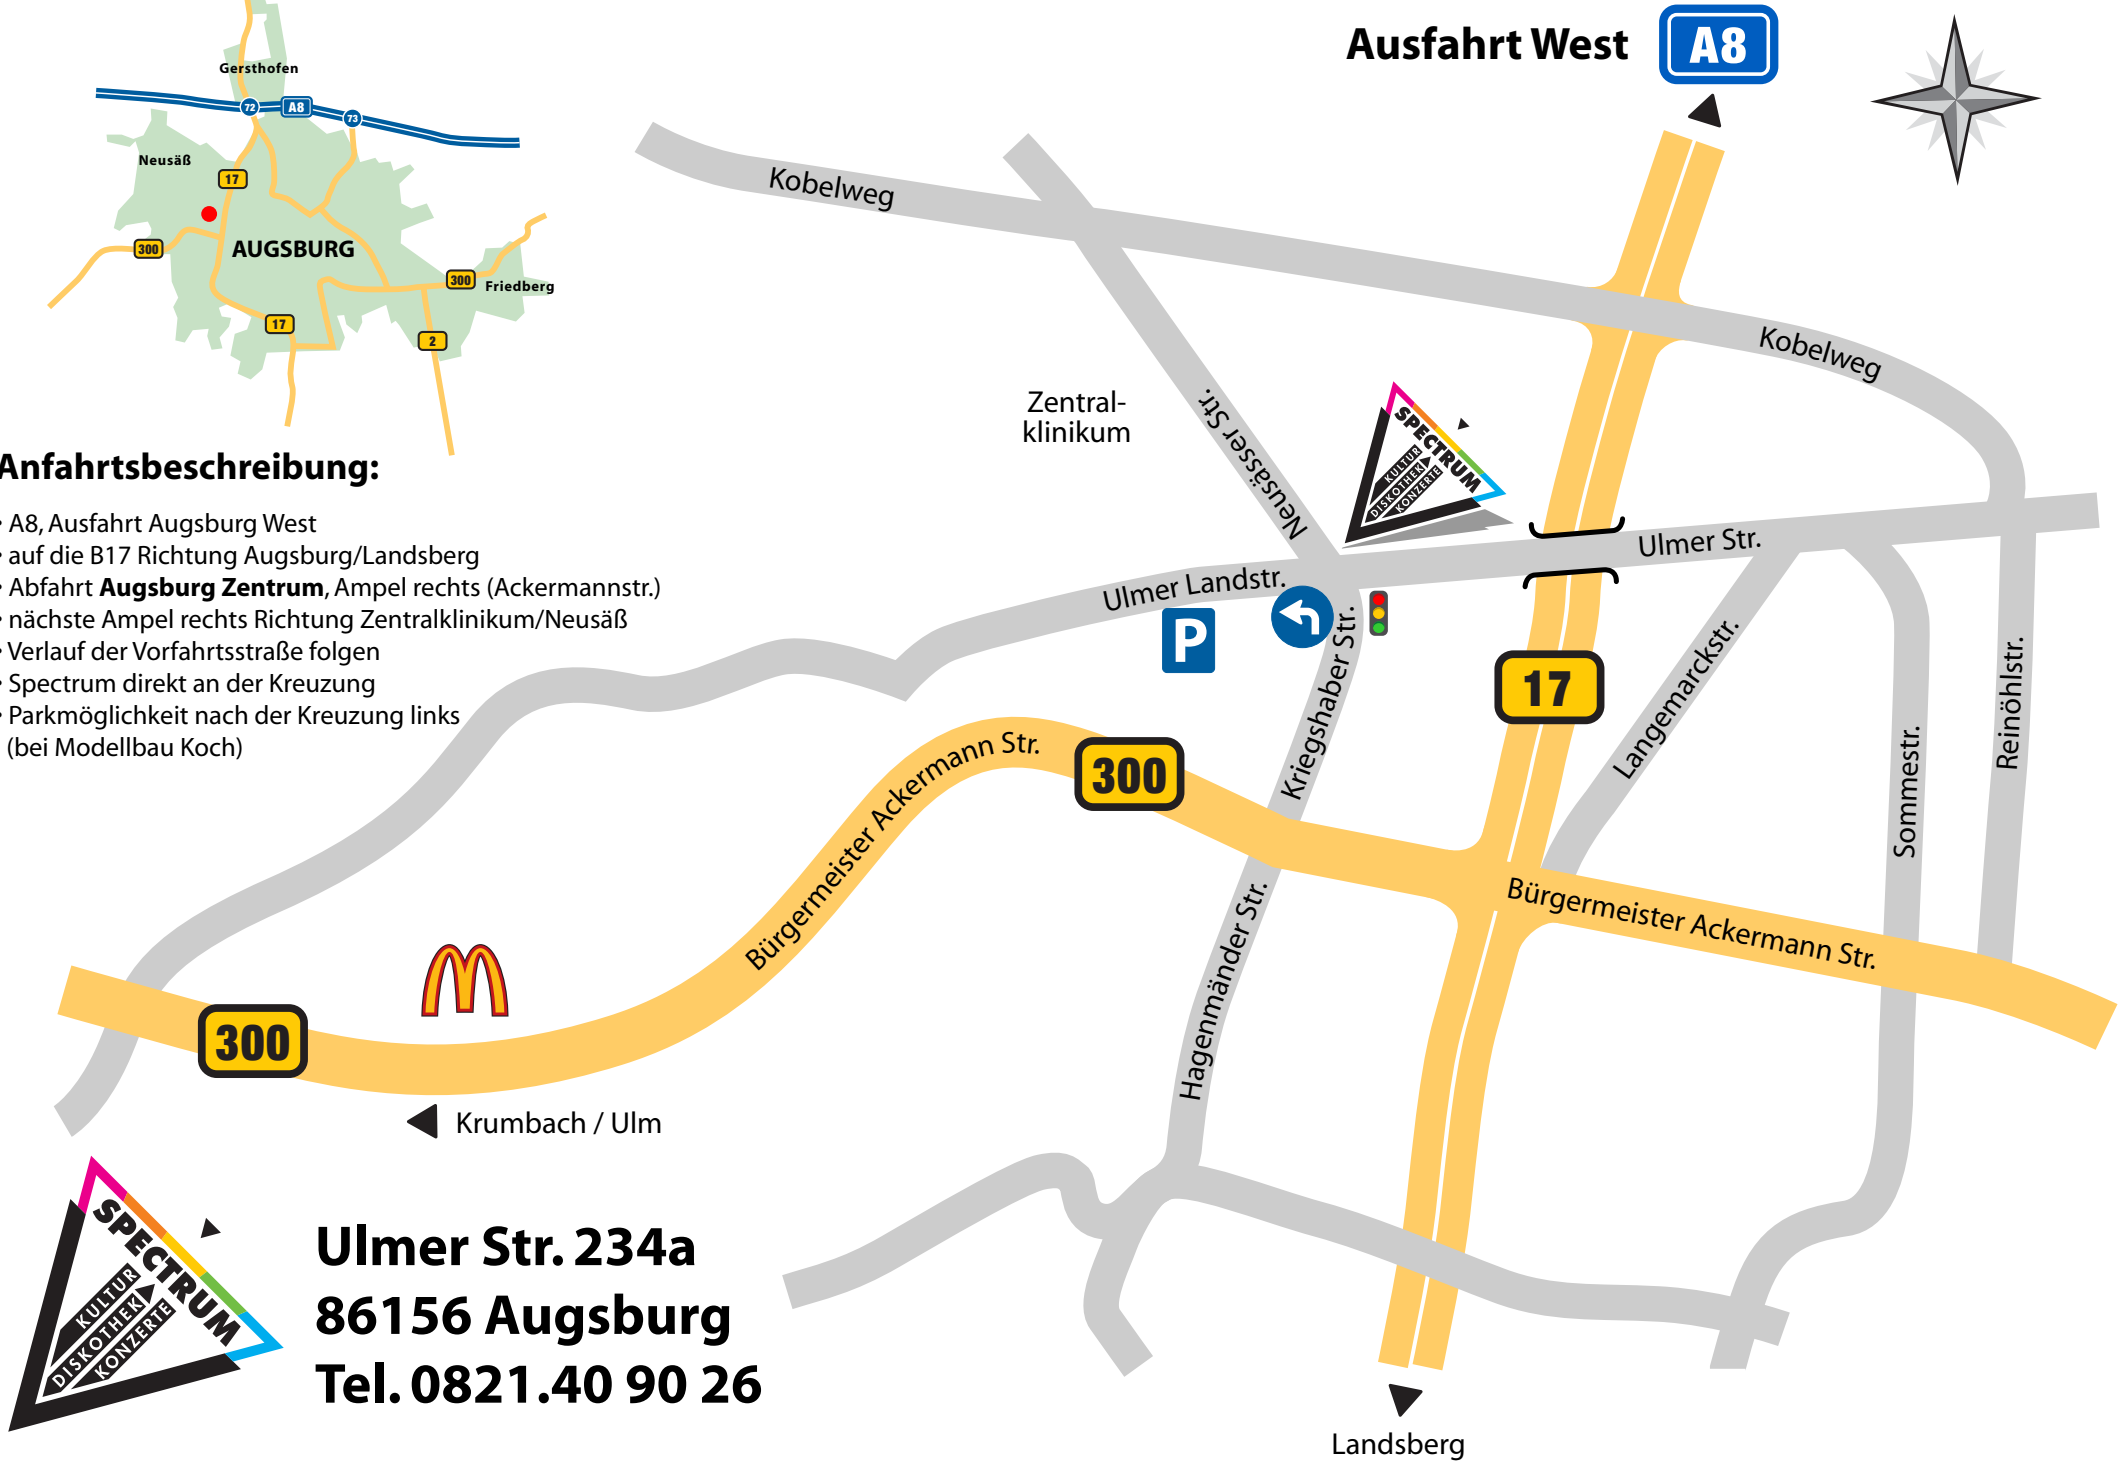 Gersthofen
72
A8
73
Neusäß
17
300
AUGSBURG
300
Friedberg
17
2
Ausfahrt West
A8
Anfahrtsbeschreibung:
• A8, Ausfahrt Augsburg West
• auf die B17 Richtung Augsburg/Landsberg
• Abfahrt Augsburg Zentrum, Ampel rechts (Ackermannstr.)
• nächste Ampel rechts Richtung Zentralklinikum/Neusäß
• Verlauf der Vorfahrtsstraße folgen
• Spectrum direkt an der Kreuzung
• Parkmöglichkeit nach der Kreuzung links
(bei Modellbau Koch)
Kobelweg
Kobelweg
Zentral-
klinikum
Neusässer Str.
SPECTRUM
KULTUR
DISKOTHEK
KONZERTE
Ulmer Str.
Ulmer Landstr.
P
Kriegshaber Str.
17
Langemarckstr.
Sommestr.
Reinöhlstr.
300
Bürgermeister Ackermann Str.
Bürgermeister Ackermann Str.
Hagenmänder Str.
300
Krumbach / Ulm
Landsberg
SPECTRUM
KULTUR
DISKOTHEK
KONZERTE
Ulmer Str. 234a
86156 Augsburg
Tel. 0821.40 90 26